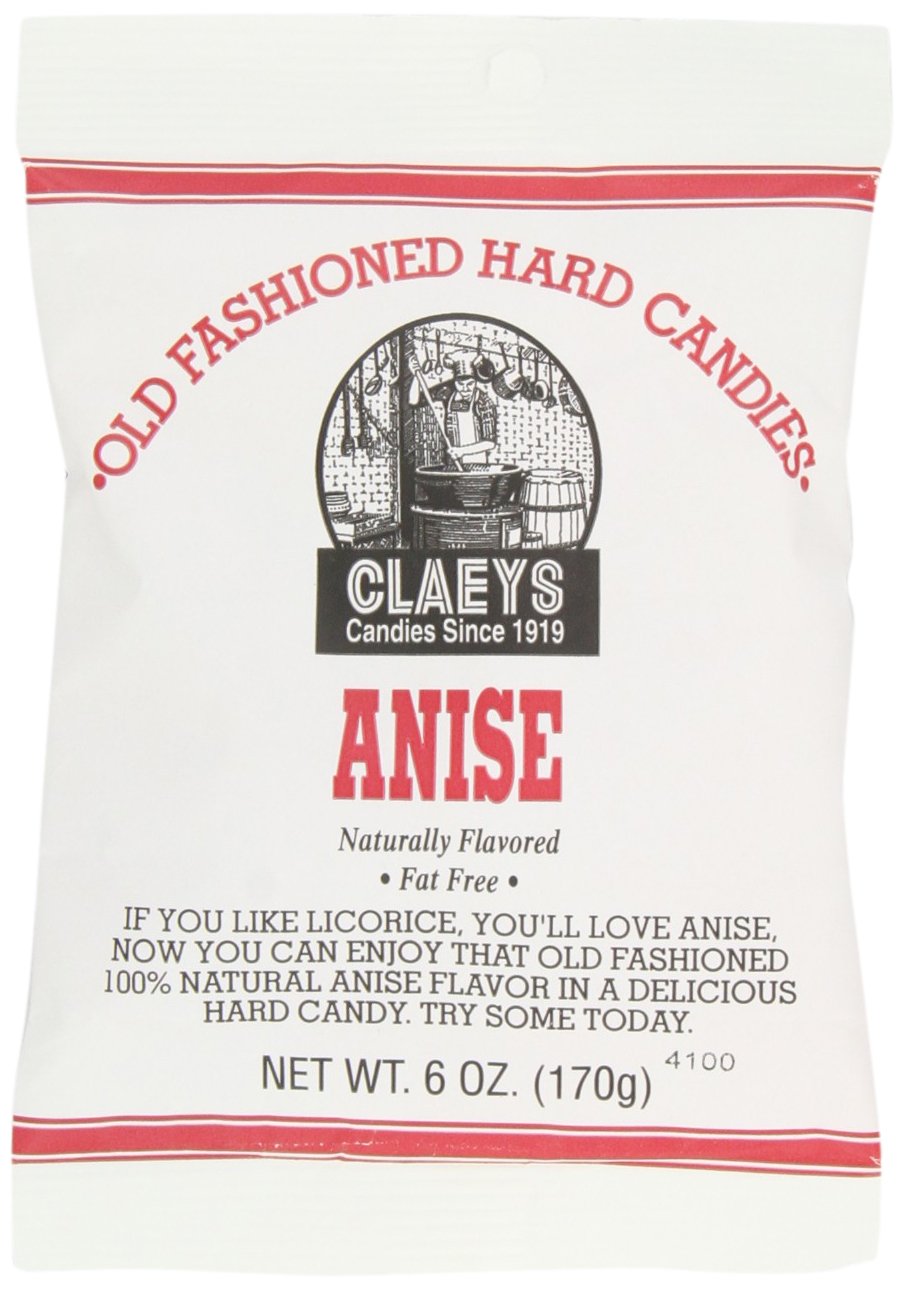 •OLD FASHIONED HARD CANDIES•
CLAEYS
Candies Since 1919
ANISE
Naturally Flavored
• Fat Free •
IF YOU LIKE LICORICE, YOU'LL LOVE ANISE,
NOW YOU CAN ENJOY THAT OLD FASHIONED
100% NATURAL ANISE FLAVOR IN A DELICIOUS
HARD CANDY. TRY SOME TODAY.
NET WT. 6 OZ. (170g) 4100